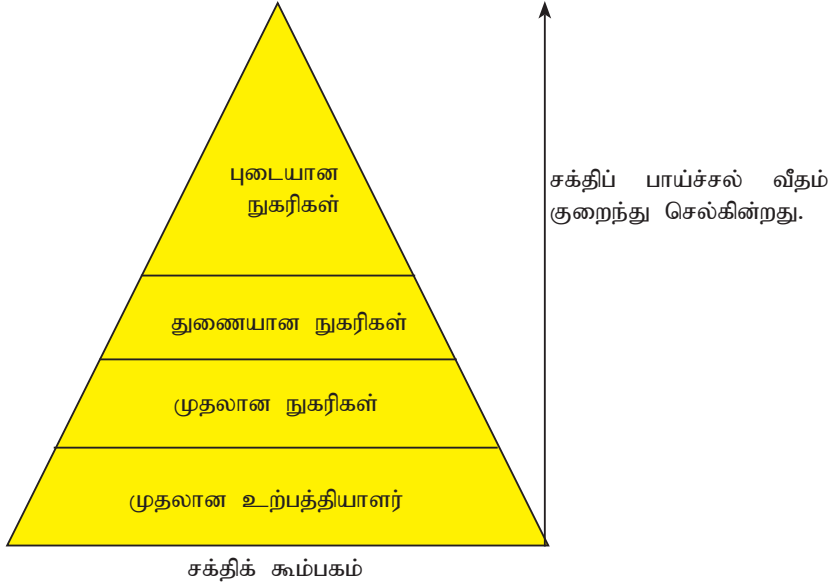 புடையான
நுகரிகள்
சக்திப் பாய்ச்சல் வீதம்
குறைந்து செல்கின்றது.
துணையான நுகரிகள்
முதலான நுகரிகள்
முதலான உற்பத்தியாளர்
சக்திக் கூம்பகம்